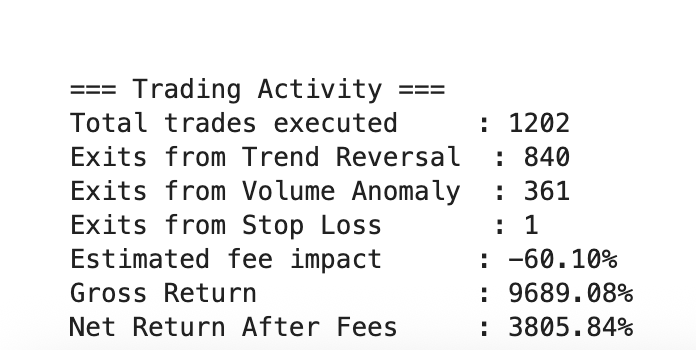 === Trading Activity ===
Total trades executed     : 1202
Exits from Trend Reversal  : 840
Exits from Volume Anomaly  : 361
Exits from Stop Loss       : 1
Estimated fee impact      : -60.10%
Gross Return              : 9689.08%
Net Return After Fees     : 3805.84%